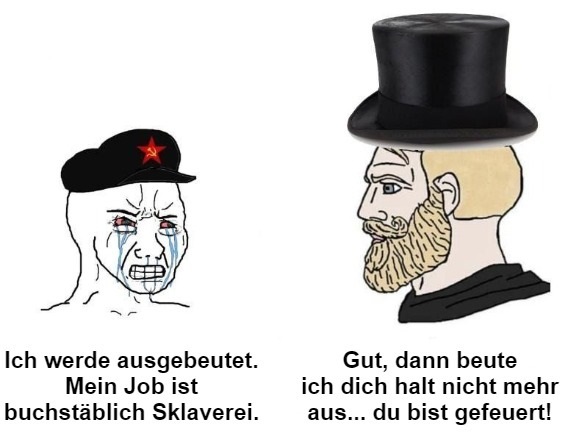 Ich werde ausgebeutet.
Mein Job ist
buchstäblich Sklaverei.
Gut, dann beute
ich dich halt nicht mehr
aus... du bist gefeuert!